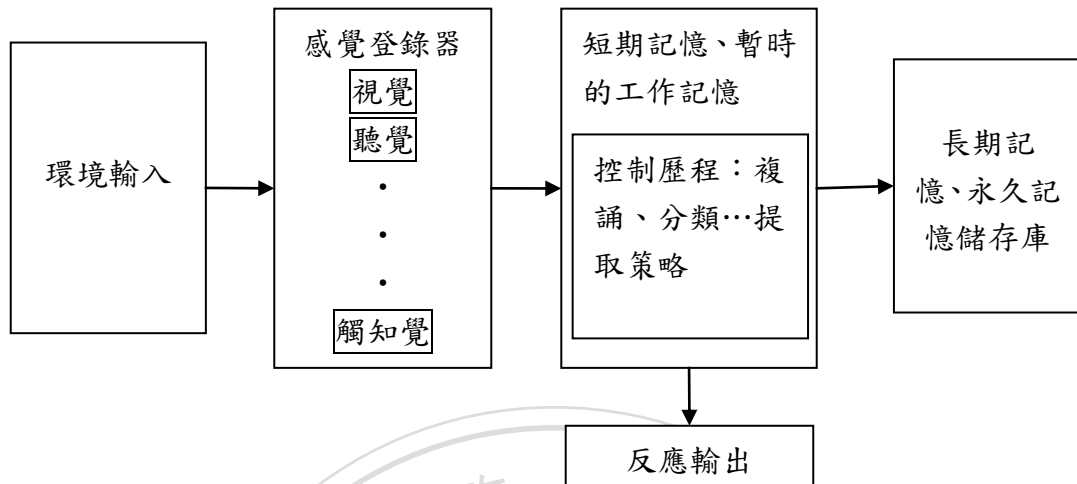 環境輸入
感覺登錄器
視覺
聽覺
・
・
・
觸知覺
短期記憶、暫時
的工作記憶
控制歷程：複
誦、分類…提
取策略
長期記
憶、永久記
憶儲存庫
反應輸出